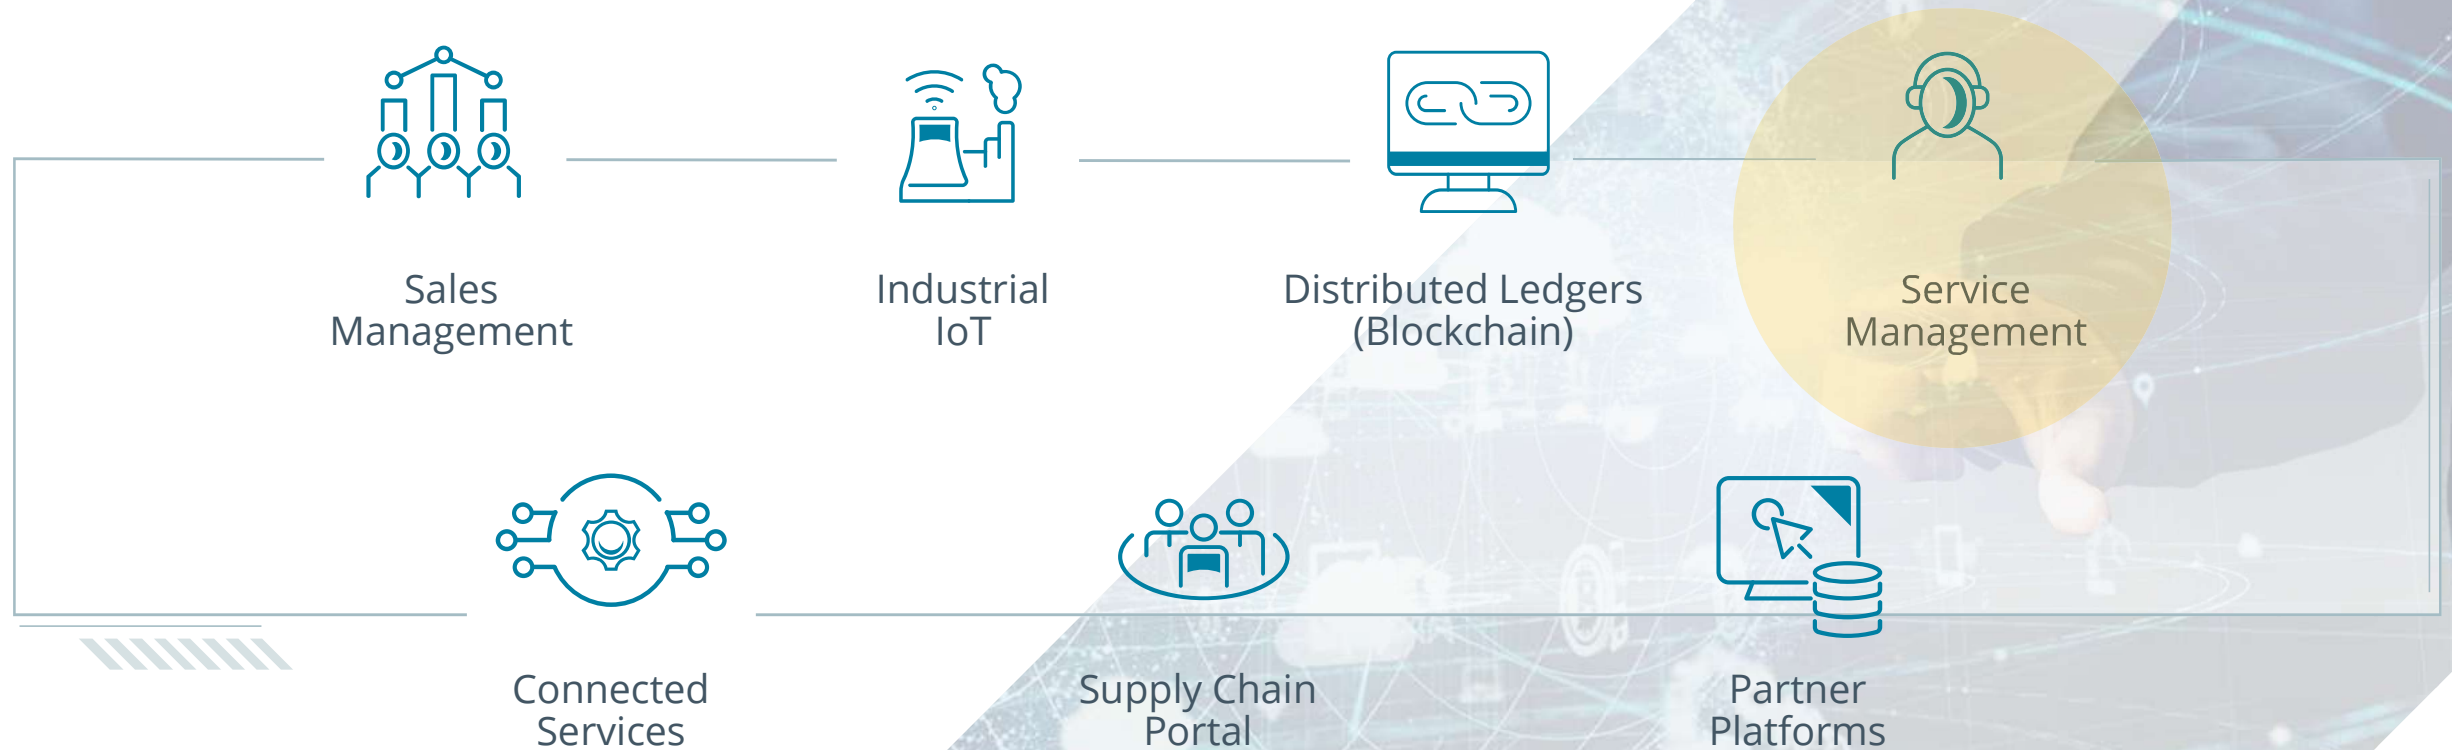 Sales
Management
Industrial
IoT
Distributed Ledgers
(Blockchain)
Service
Management
Connected
Services
Supply Chain
Portal
Partner
Platforms